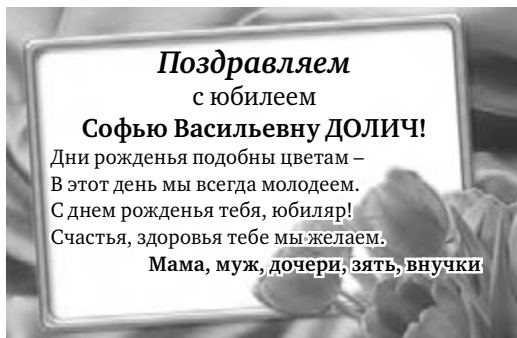 Поздравляем
с юбилеем
Софью Васильевну ДОЛИЧ!
Дни рожденья подобны цветам –
В этот день мы всегда молодеем.
С днем рожденья тебя, юбиляр!
Счастья, здоровья тебе мы желаем.
Мама, муж, дочери, зять, внучки